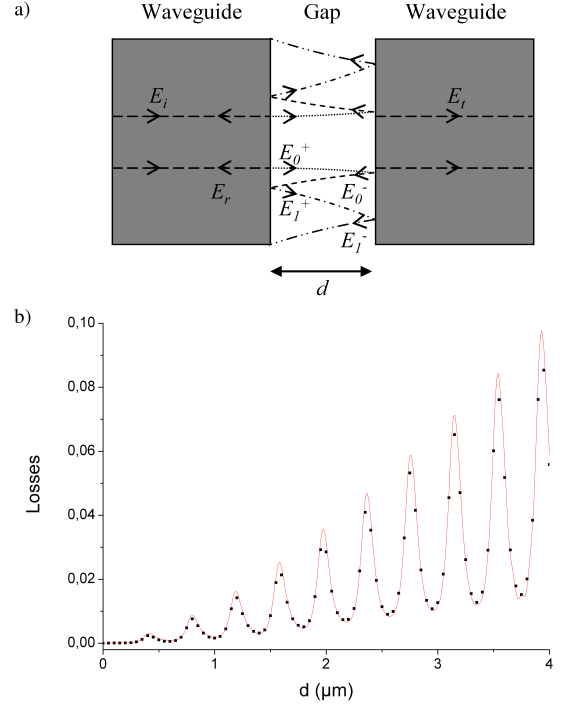 a)
Waveguide Gap Waveguide
E_i E_t
E_0^+
E_r E_0^-
E_1^+
E_1^-
d
b)
0,10
0,08
0,06
0,04
0,02
0,00
Losses
0 1 2 3 4
d (μm)